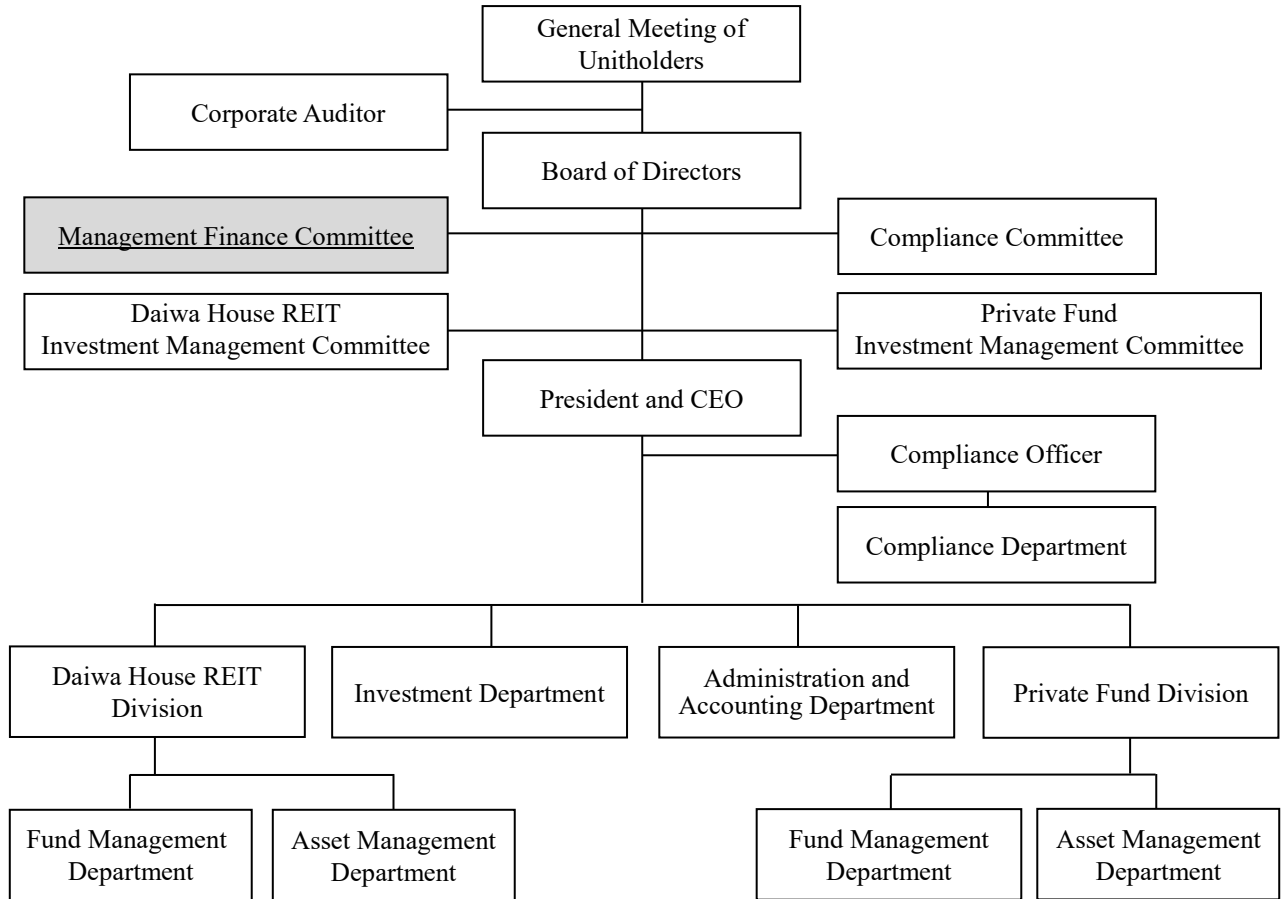 General Meeting of
Unitholders
Corporate Auditor
Board of Directors
Management Finance Committee
Compliance Committee
Daiwa House REIT
Investment Management Committee
Private Fund
Investment Management Committee
President and CEO
Compliance Officer
Compliance Department
Daiwa House REIT
Division
Investment Department
Administration and
Accounting Department
Private Fund Division
Fund Management
Department
Asset Management
Department
Fund Management
Department
Asset Management
Department